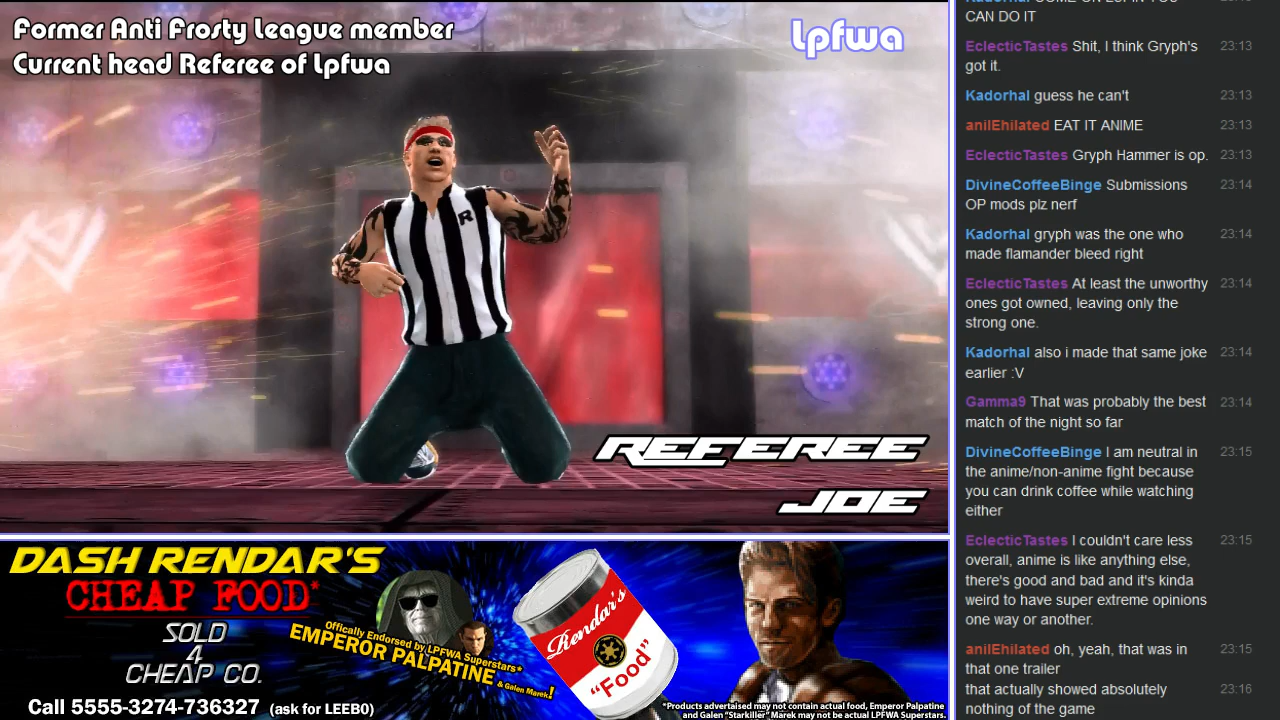 Former Anti Frosty League member
Current head Referee of Lpfwa
Lpfwa
R
REFEREE
JOE
DASH RENDAR'S
CHEAP FOOD*
SOLD
4
CHEAP CO.
Call 5555-3274-736327 (ask for LEEB0)
Offically Endorsed by LPFWA Superstars*
EMPEROR PALPATINE
& Galen Marek!
Rendar's
"Food"
*Products advertaised may not contain actual food, Emperor Palpatine
and Galen "Starkiller" Marek may not be actual LPFWA Superstars.
CAN DO IT
EclecticTastes Shit, I think Gryph's 23:13
got it.
Kadorhal guess he can't 23:13
anilEhilated EAT IT ANIME 23:13
EclecticTastes Gryph Hammer is op. 23:13
DivineCoffeeBinge Submissions 23:14
OP mods plz nerf
Kadorhal gryph was the one who 23:14
made flamander bleed right
EclecticTastes At least the unworthy 23:14
ones got owned, leaving only the
strong one.
Kadorhal also i made that same joke 23:14
earlier :V
Gamma9 That was probably the best 23:14
match of the night so far
DivineCoffeeBinge I am neutral in 23:15
the anime/non-anime fight because
you can drink coffee while watching
either
EclecticTastes I couldn't care less 23:15
overall, anime is like anything else,
there's good and bad and it's kinda
weird to have super extreme opinions
one way or another.
anilEhilated oh, yeah, that was in 23:15
that one trailer
that actually showed absolutely 23:16
nothing of the game